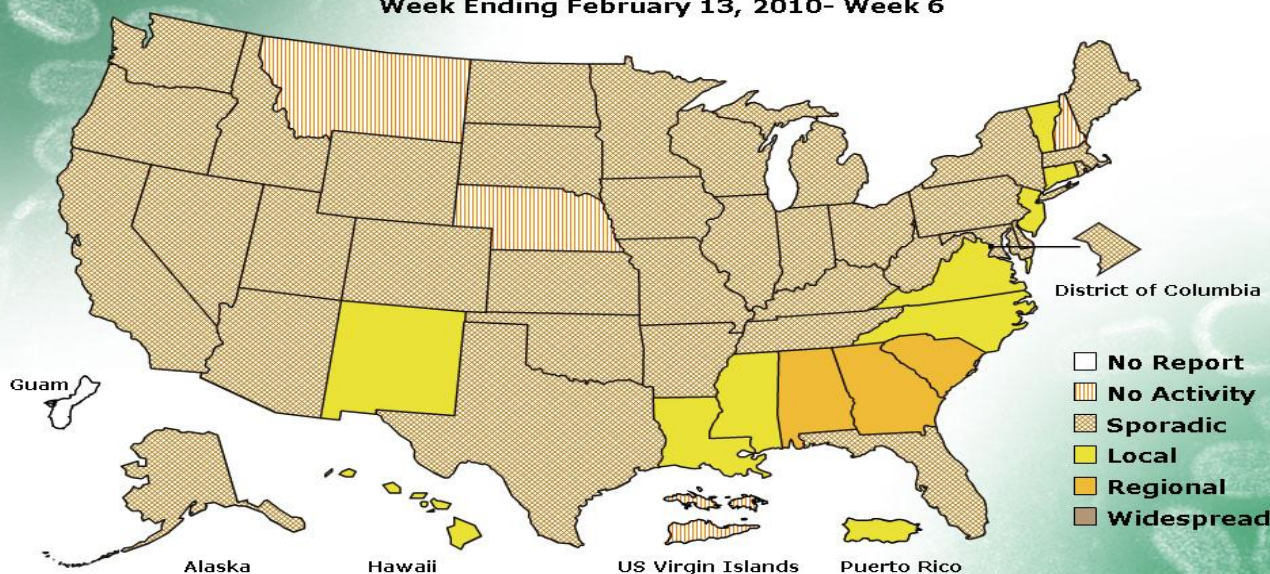 Week Ending February 13, 2010- Week 6
District of Columbia
Guam
No Report
No Activity
Sporadic
Local
Regional
Widespread
Alaska
Hawaii
US Virgin Islands
Puerto Rico